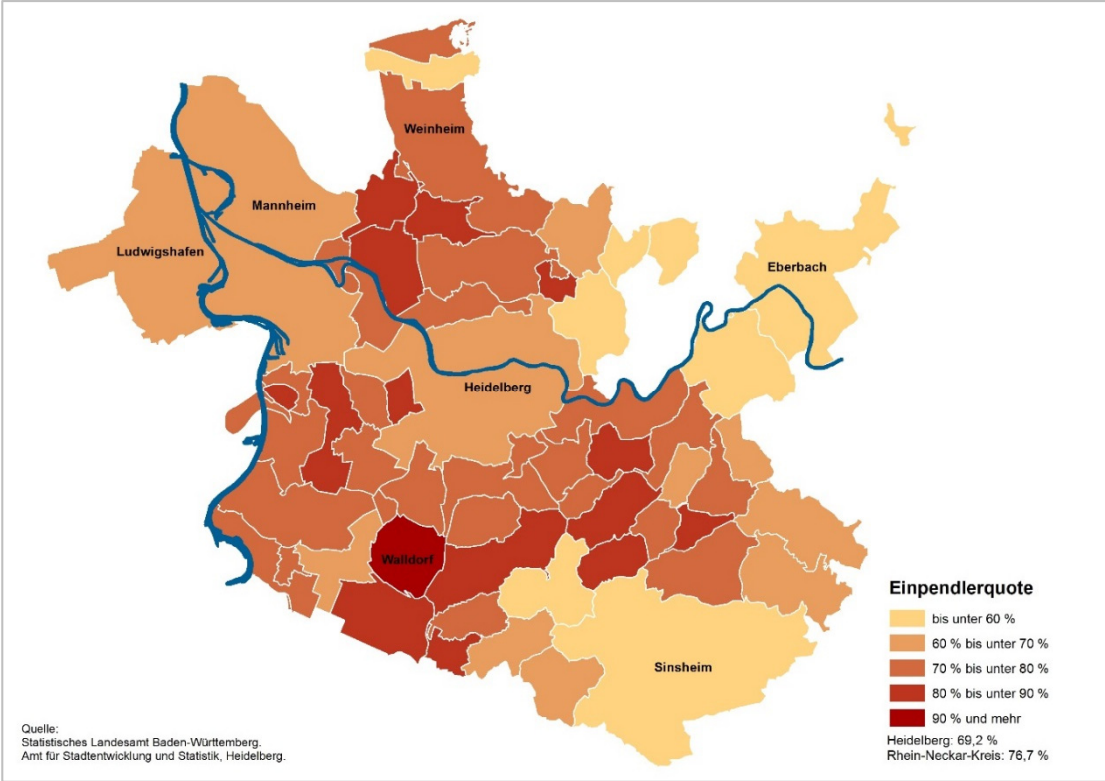 Weinheim
Mannheim
Ludwigshafen
Eberbach
Heidelberg
Walldorf
Sinsheim
Einpendlerquote
bis unter 60 %
60 % bis unter 70 %
70 % bis unter 80 %
80 % bis unter 90 %
90 % und mehr
Heidelberg: 69,2 %
Rhein-Neckar-Kreis: 76,7 %
Quelle:
Statistisches Landesamt Baden-Württemberg.
Amt für Stadtentwicklung und Statistik, Heidelberg.